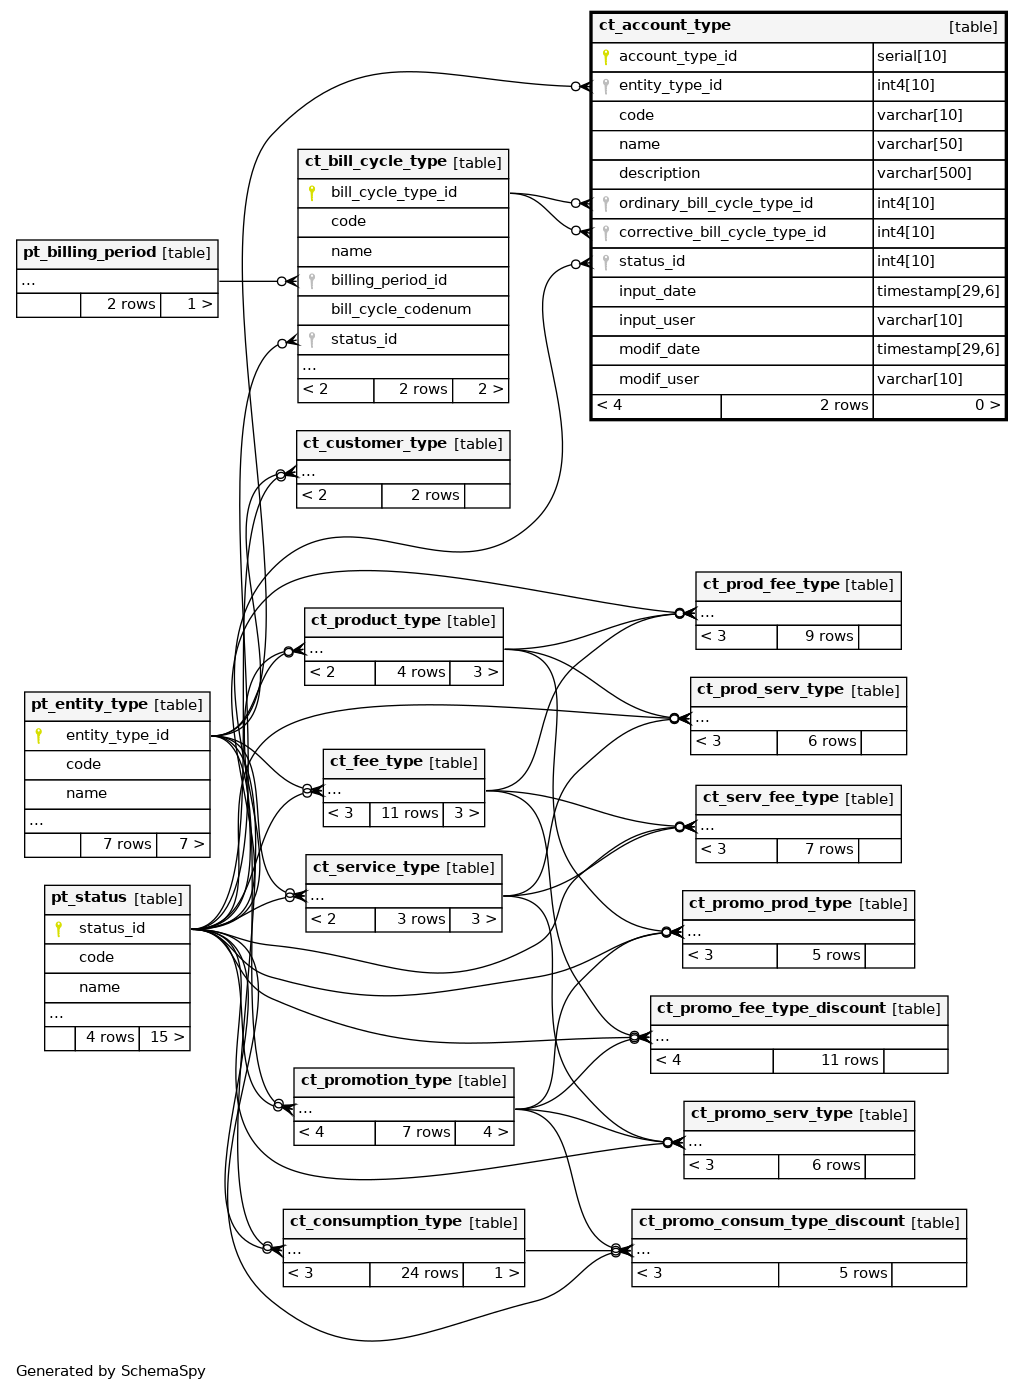 ct_account_type [table]
account_type_id serial[10]
entity_type_id int4[10]
code varchar[10]
name varchar[50]
description varchar[500]
ordinary_bill_cycle_type_id int4[10]
corrective_bill_cycle_type_id int4[10]
status_id int4[10]
input_date timestamp[29,6]
input_user varchar[10]
modif_date timestamp[29,6]
modif_user varchar[10]
< 4 2 rows 0 >
ct_bill_cycle_type [table]
bill_cycle_type_id
code
name
billing_period_id
bill_cycle_codenum
status_id
...
< 2 2 rows 2 >
pt_billing_period [table]
...
2 rows 1 >
ct_customer_type [table]
...
< 2 2 rows
ct_prod_fee_type [table]
...
< 3 9 rows
ct_product_type [table]
...
< 2 4 rows 3 >
ct_prod_serv_type [table]
...
< 3 6 rows
pt_entity_type [table]
entity_type_id
code
name
...
7 rows 7 >
ct_fee_type [table]
...
< 3 11 rows 3 >
ct_serv_fee_type [table]
...
< 3 7 rows
ct_service_type [table]
...
< 2 3 rows 3 >
pt_status [table]
status_id
code
name
...
4 rows 15 >
ct_promo_prod_type [table]
...
< 3 5 rows
ct_promo_fee_type_discount [table]
...
< 4 11 rows
ct_promotion_type [table]
...
< 4 7 rows 4 >
ct_promo_serv_type [table]
...
< 3 6 rows
ct_consumption_type [table]
...
< 3 24 rows 1 >
ct_promo_consum_type_discount [table]
...
< 3 5 rows
Generated by SchemaSpy